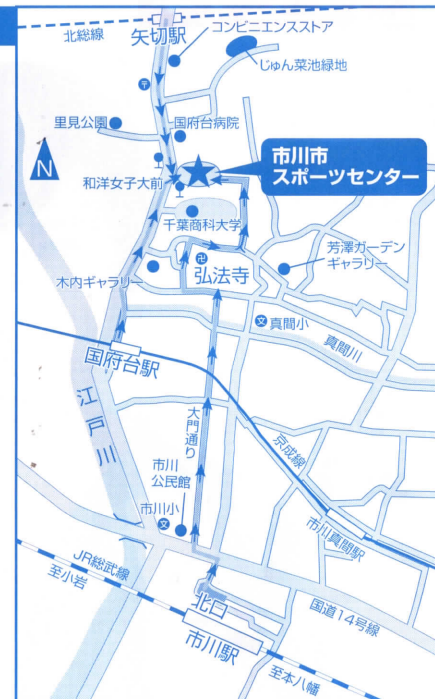 北総線
矢切駅
コンビニエンスストア
じゅん菜池緑地
〒
里見公園
国府台病院
N
市川市
スポーツセンター
和洋女子大前
千葉商科大学
芳澤ガーデン
ギャラリー
卍
弘法寺
木内ギャラリー
文
真間小
真間川
国府台駅
江戸川
大門通り
京成線
市川
公民館
市川小
文
市川真間駅
JR総武線
至小岩
国道14号線
北口
市川駅
至本八幡